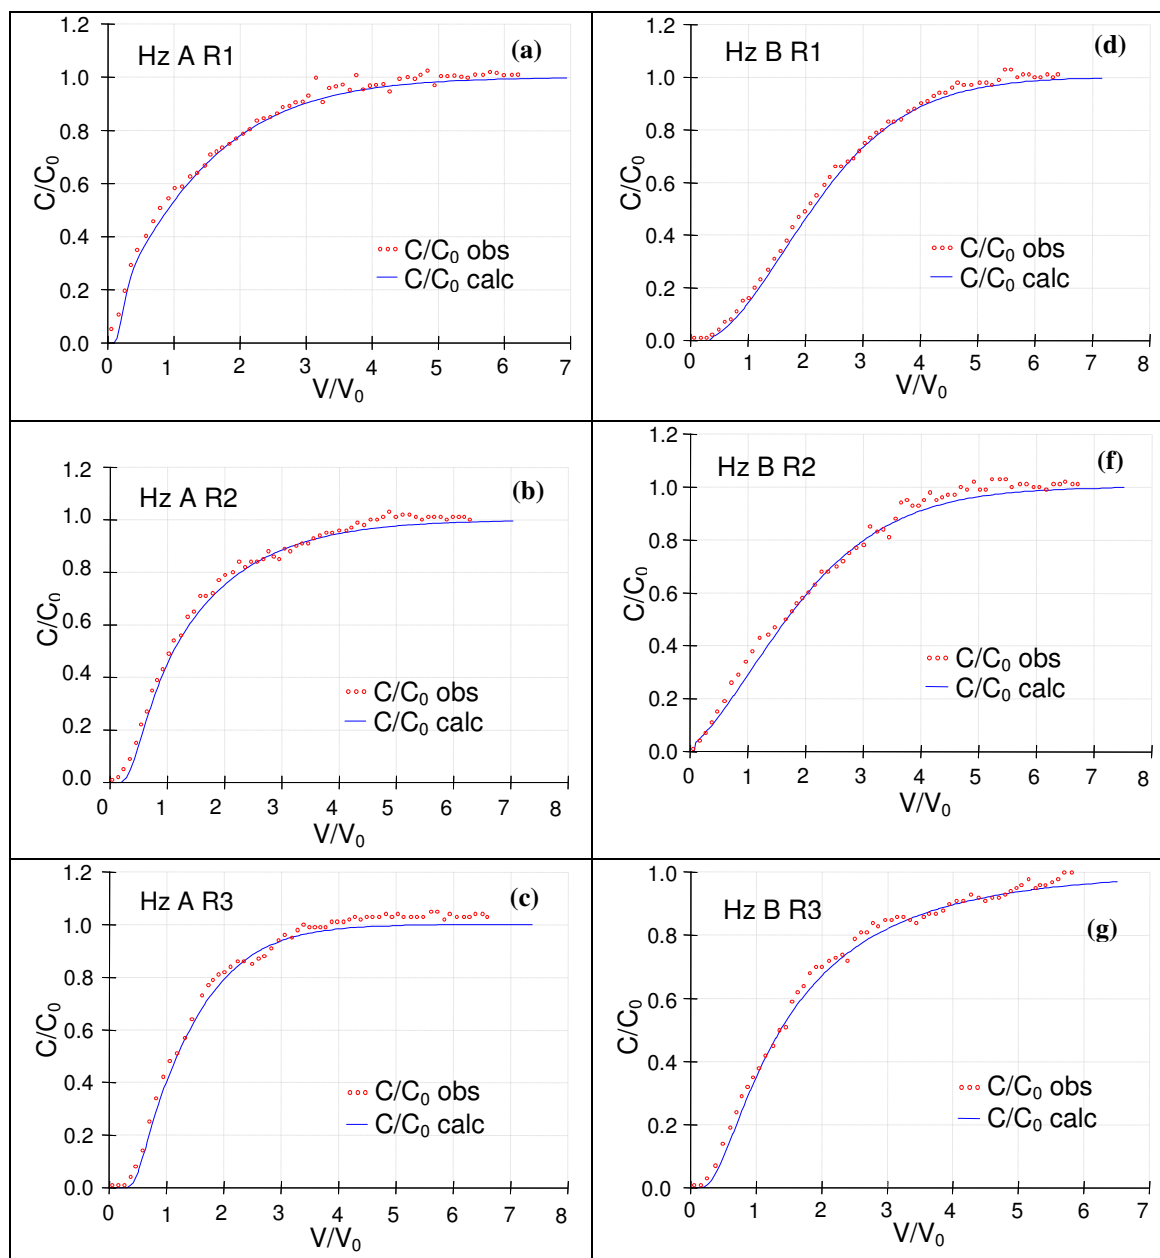 Hz A R1
(a)
C/C0
1.2
1.0
0.8
0.6
0.4
0.2
0.0
C/C0 obs
C/C0 calc
0 1 2 3 4 5 6 7
V/V0
Hz B R1
(d)
C/C0
1.2
1.0
0.8
0.6
0.4
0.2
0.0
C/C0 obs
C/C0 calc
0 1 2 3 4 5 6 7 8
V/V0
Hz A R2
(b)
C/C0
1.2
1.0
0.8
0.6
0.4
0.2
0.0
C/C0 obs
C/C0 calc
0 1 2 3 4 5 6 7 8
V/V0
Hz B R2
(f)
C/C0
1.2
1.0
0.8
0.6
0.4
0.2
0.0
C/C0 obs
C/C0 calc
0 1 2 3 4 5 6 7 8
V/V0
Hz A R3
(c)
C/C0
1.2
1.0
0.8
0.6
0.4
0.2
0.0
C/C0 obs
C/C0 calc
0 1 2 3 4 5 6 7 8
V/V0
Hz B R3
(g)
C/C0
1.2
1.0
0.8
0.6
0.4
0.2
0.0
C/C0 obs
C/C0 calc
0 1 2 3 4 5 6 7
V/V0